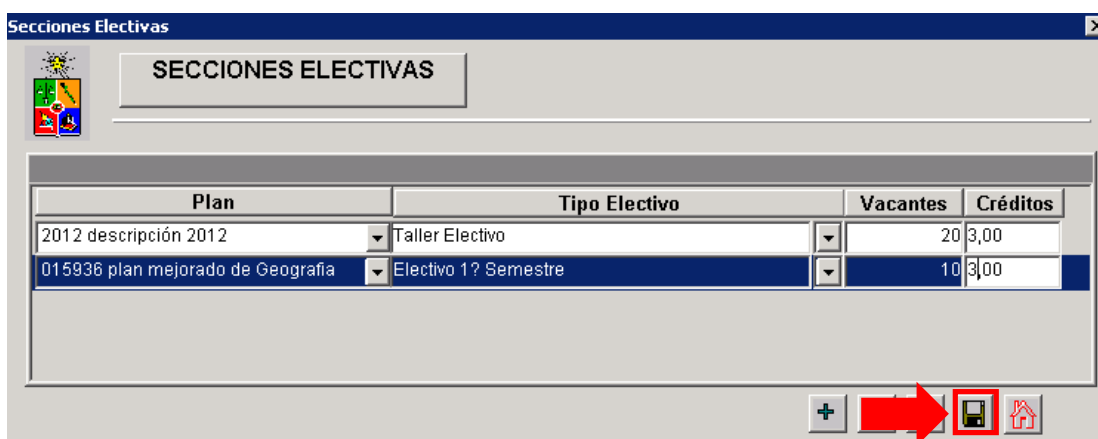 Secciones Electivas
SECCIONES ELECTIVAS
Plan Tipo Electivo Vacantes Créditos
2012 descripción 2012 Taller Electivo 20 3,00
015936 plan mejorado de Geografia Electivo 1? Semestre 10 3,00